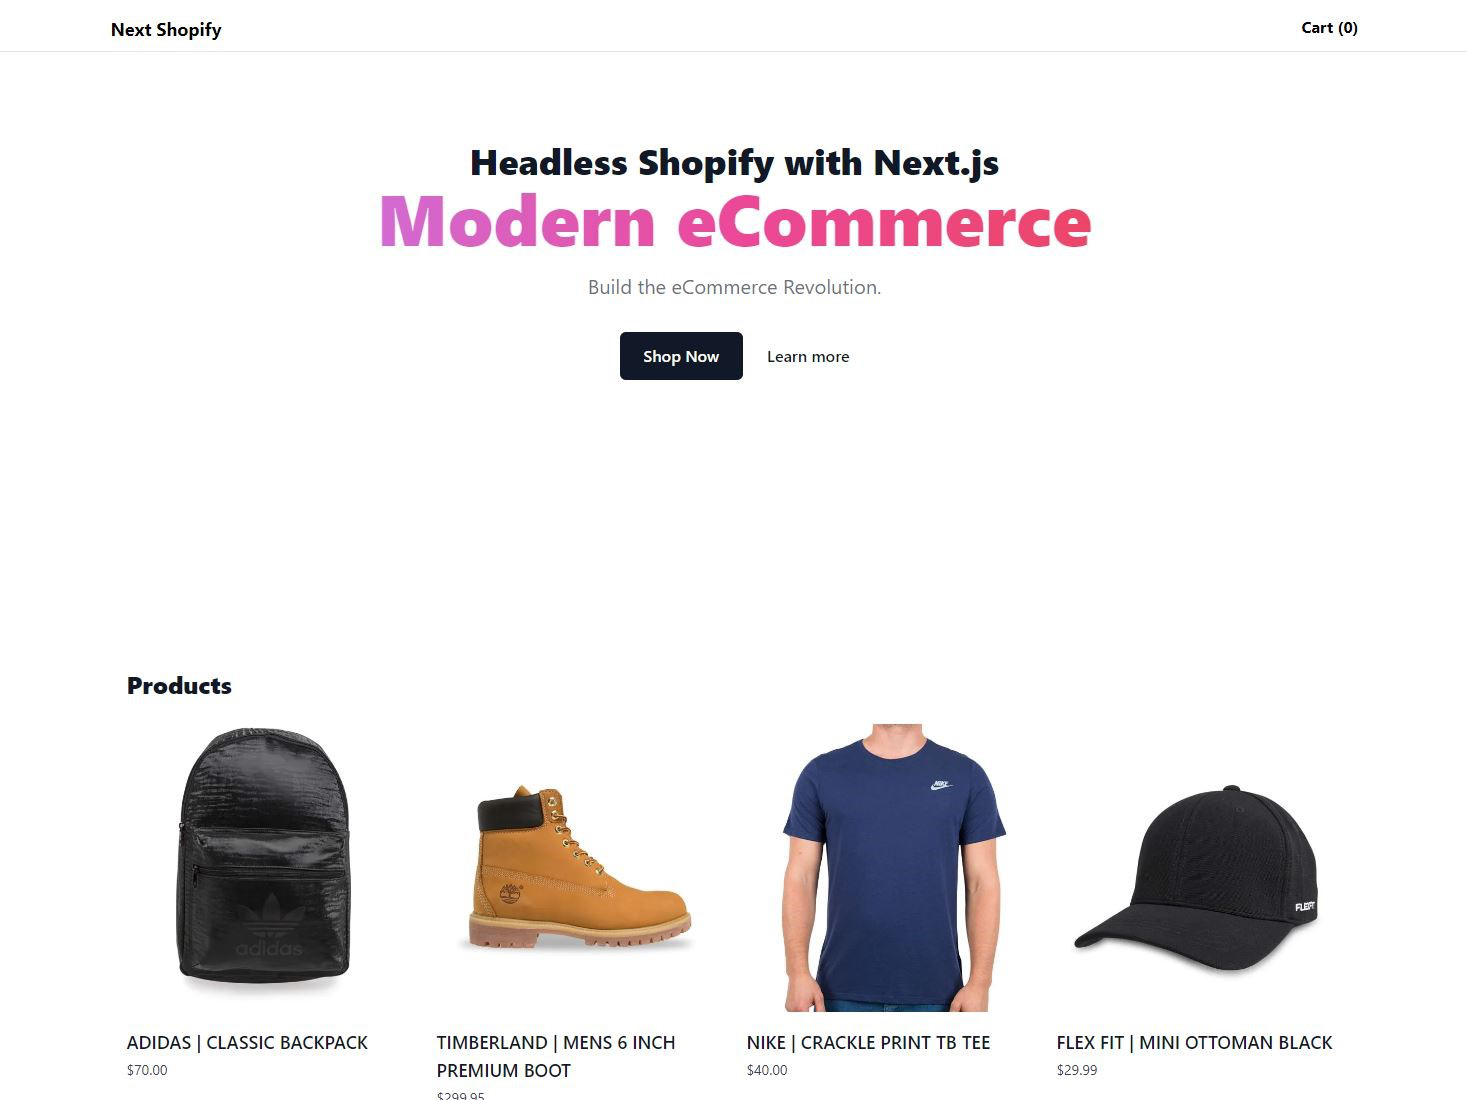 Next Shopify
Cart (0)
Headless Shopify with Next.js
Modern eCommerce
Build the eCommerce Revolution.
Shop Now
Learn more
Products
adidas
NIKE
FLEXFIT
ADIDAS | CLASSIC BACKPACK
$70.00
TIMBERLAND | MENS 6 INCH
PREMIUM BOOT
$299.95
NIKE | CRACKLE PRINT TB TEE
$40.00
FLEX FIT | MINI OTTOMAN BLACK
$29.99